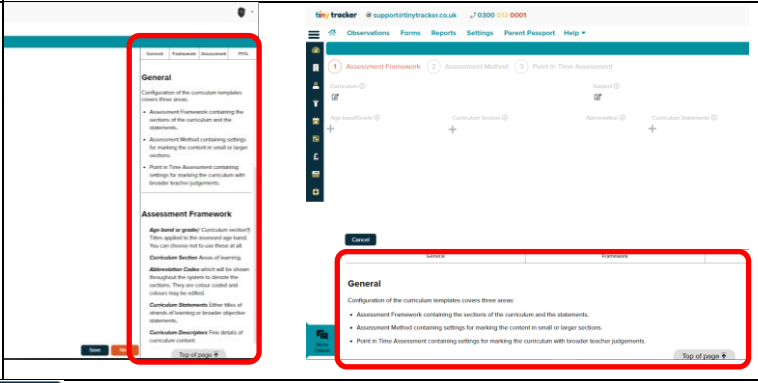 General Framework Assessment PITA
General
Configuration of the curriculum templates
covers three areas:
• Assessment Framework containing the
sections of the curriculum and the
statements.
• Assessment Method containing settings
for marking the content in small or larger
sections.
• Point in Time Assessment containing
settings for marking the curriculum with
broader teacher judgements.
Assessment Framework
Age band or grade/ Curriculum section/)
Titles applied to the assessed age band.
You can choose not to use these at all.
Curriculum Section Areas of learning.
Abbreviation Codes which will be shown
throughout the system to denote the
sections. They are colour coded and
colours may be edited.
Curriculum Statements Either titles of
strands of learning or broader objective
statements.
Curriculum Descriptors Fine details of
curriculum content.
Save
Top of page
tiny tracker support@tinytracker.co.uk 0300 012 0001
Observations Forms Reports Settings Parent Passport Help
1 Assessment Framework 2 Assessment Method 3 Point in Time Assessment
Curriculum Subject
Age band/Grade Curriculum Section Abbreviation Curriculum Statements
Cancel
General Framework
General
Configuration of the curriculum templates covers three areas:
• Assessment Framework containing the sections of the curriculum and the statements.
• Assessment Method containing settings for marking the content in small or larger sections.
• Point in Time Assessment containing settings for marking the curriculum with broader teacher judgements.
Top of page